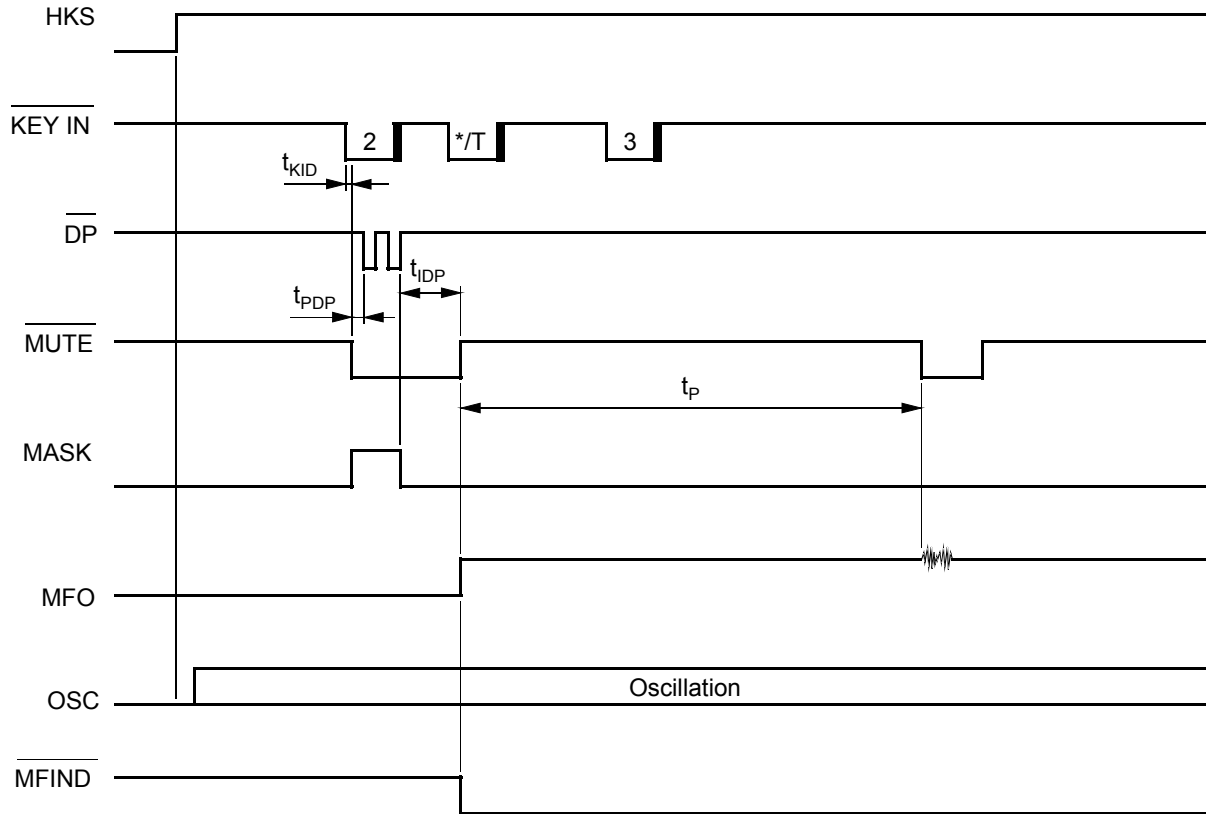 HKS
KEY IN
2
*/T
3
tKID
DP
tIDP
tPDP
MUTE
tP
MASK
MFO
Oscillation
OSC
MFIND